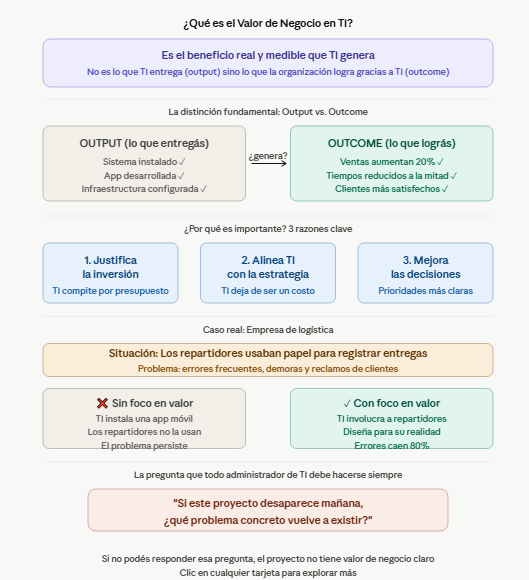 ¿Qué es el Valor de Negocio en TI?
Es el beneficio real y medible que TI genera
No es lo que TI entrega (output) sino lo que la organización logra gracias a TI (outcome)
La distinción fundamental: Output vs. Outcome
OUTPUT (lo que entregás)
Sistema instalado ✓
App desarrollada ✓
Infraestructura configurada ✓
¿genera?
OUTCOME (lo que lográs)
Ventas aumentan 20% ✓
Tiempos reducidos a la mitad ✓
Clientes más satisfechos ✓
¿Por qué es importante? 3 razones clave
1. Justifica
la inversión
TI compite por presupuesto
2. Alinea TI
con la estrategia
TI deja de ser un costo
3. Mejora
las decisiones
Prioridades más claras
Caso real: Empresa de logística
Situación: Los repartidores usaban papel para registrar entregas
Problema: errores frecuentes, demoras y reclamos de clientes
❌ Sin foco en valor
TI instala una app móvil
Los repartidores no la usan
El problema persiste
✓ Con foco en valor
TI involucra a repartidores
Diseña para su realidad
Errores caen 80%
La pregunta que todo administrador de TI debe hacerse siempre
"Si este proyecto desaparece mañana,
¿qué problema concreto vuelve a existir?"
Si no podés responder esa pregunta, el proyecto no tiene valor de negocio claro
Clic en cualquier tarjeta para explorar más